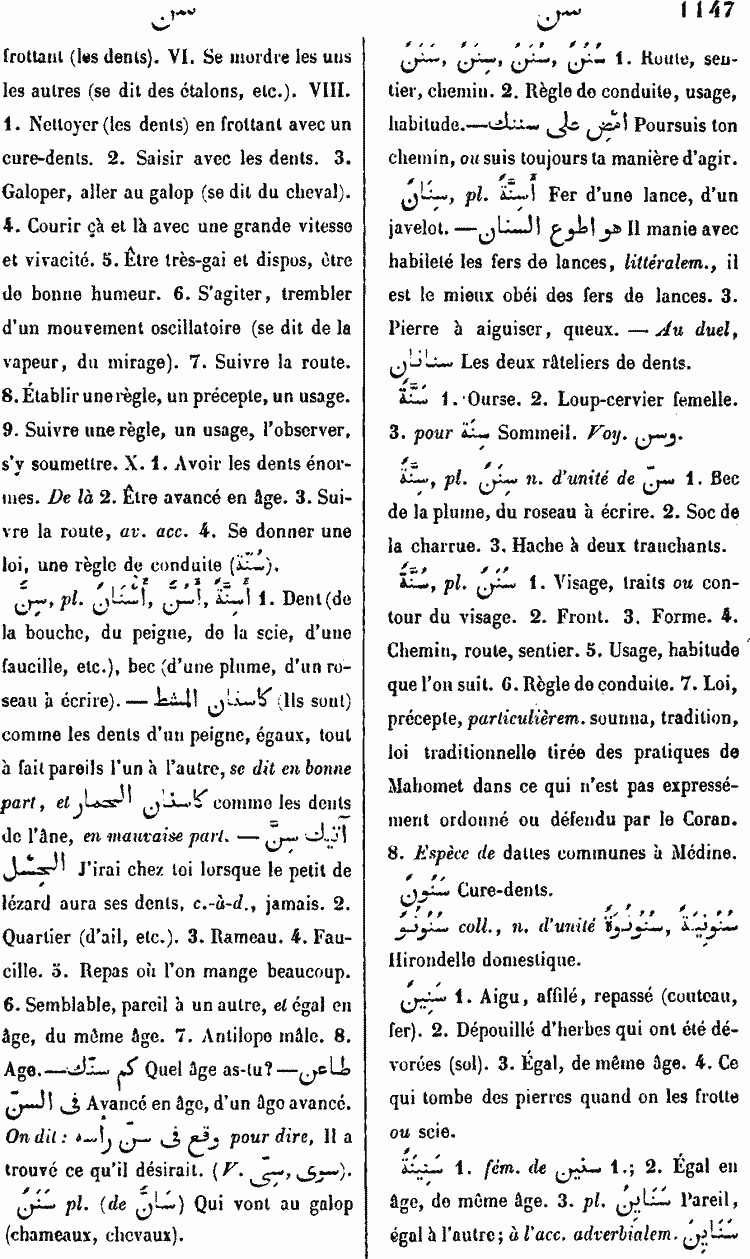 سنّ سنّ 1147
frottant (les dents). VI. Se mordre les uns
les autres (se dit des étalons, etc.). VIII.
1. Nettoyer (les dents) en frottant avec un
cure-dents. 2. Saisir avec les dents. 3.
Galoper, aller au galop (se dit du cheval).
4. Courir çà et là avec une grande vitesse
et vivacité. 5. Être très-gai et dispos, être
de bonne humeur. 6. S'agiter, trembler
d'un mouvement oscillatoire (se dit de la
vapeur, du mirage). 7. Suivre la route.
8. Établir une règle, un précepte, un usage.
9. Suivre une règle, un usage, l'observer,
s'y soumettre. X. 1. Avoir les dents énor-
mes. De là 2. Être avancé en âge. 3. Sui-
vre la route, av. acc. 4. Se donner une
loi, une règle de conduite (سُنّة).
سِنّ, pl. أَسْنَان, أَسُنّ, أَسِنَّة 1. Dent (de
la bouche, du peigne, de la scie, d'une
faucille, etc.), bec (d'une plume, d'un ro-
seau à écrire). — كاسنان المشط (Ils sont)
comme les dents d'un peigne, égaux, tout
à fait pareils l'un à l'autre, se dit en bonne
part, et كاسنان الحمار comme les dents
de l'âne, en mauvaise part. — آتيك سنّ
الحِسْل J'irai chez toi lorsque le petit de
lézard aura ses dents, c.-à-d., jamais. 2.
Quartier (d'ail, etc.). 3. Rameau. 4. Fau-
cille. 5. Repas où l'on mange beaucoup.
6. Semblable, pareil à un autre, et égal en
âge, du même âge. 7. Antilope mâle. 8.
Age. — كم سنّك Quel âge as-tu? — طاعن
فى السنّ Avancé en âge, d'un âge avancé.
On dit : وقع فى سنّ رأسه pour dire, Il a
trouvé ce qu'il désirait. (V. سوى, سىّ).
سَنَن pl. (de سَانّ) Qui vont au galop
(chameaux, chevaux).
سَنَن, سُنَن, سِنَن, سُنُن 1. Route, sen-
tier, chemin. 2. Règle de conduite, usage,
habitude. — امض على سننك Poursuis ton
chemin, ou suis toujours ta manière d'agir.
سِنَان, pl. أَسِنَّة Fer d'une lance, d'un
javelot. — هو اطوع السنان Il manie avec
habileté les fers de lances, littéralem., il
est le mieux obéi des fers de lances. 3.
Pierre à aiguiser, queux. — Au duel,
سنانان Les deux râteliers de dents.
سَنَّة 1. Ourse. 2. Loup-cervier femelle.
3. pour سِنة Sommeil. Voy. وسن.
سِنَّة, pl. سِنَن n. d'unité de سنّ 1. Bec
de la plume, du roseau à écrire. 2. Soc de
la charrue. 3. Hache à deux tranchants.
سُنَّة, pl. سُنَن 1. Visage, traits ou con-
tour du visage. 2. Front. 3. Forme. 4.
Chemin, route, sentier. 5. Usage, habitude
que l'on suit. 6. Règle de conduite. 7. Loi,
précepte, particulièrem. sounna, tradition,
loi traditionnelle tirée des pratiques de
Mahomet dans ce qui n'est pas expressé-
ment ordonné ou défendu par le Coran.
8. Espèce de dattes communes à Médine.
سَنُون Cure-dents.
سُنُونُو coll., n. d'unité سُنُونُوَة, سُنُونِيَة
Hirondelle domestique.
سَنِين 1. Aigu, affilé, repassé (couteau,
fer). 2. Dépouillé d'herbes qui ont été dé-
vorées (sol). 3. Égal, de même âge. 4. Ce
qui tombe des pierres quand on les frotte
ou scie.
سَنِينَة 1. fém. de سنين 1.; 2. Égal en
âge, de même âge. 3. pl. سَنَاين Pareil,
égal à l'autre; à l'acc. adverbialem. سَنَاين